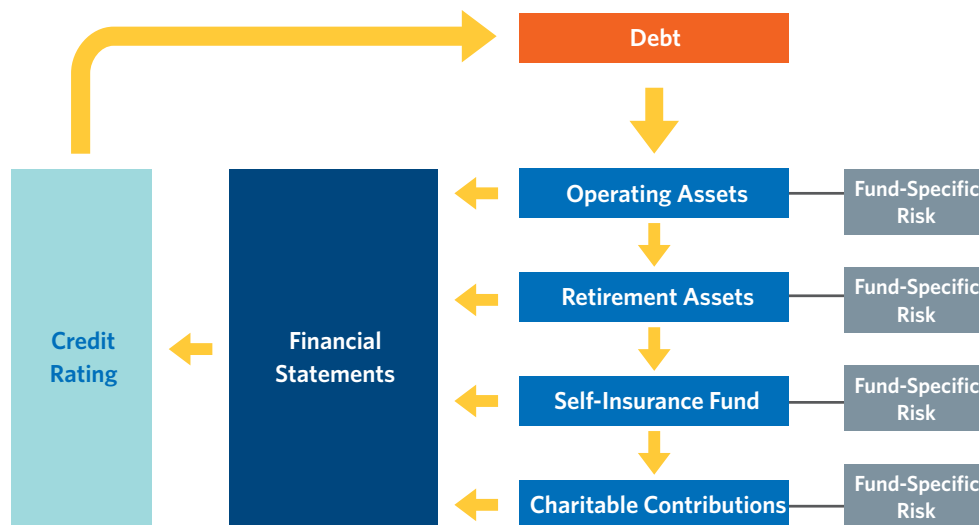 Debt
Operating Assets
Fund-Specific
Risk
Retirement Assets
Fund-Specific
Risk
Credit
Rating
Financial
Statements
Self-Insurance Fund
Fund-Specific
Risk
Charitable Contributions
Fund-Specific
Risk